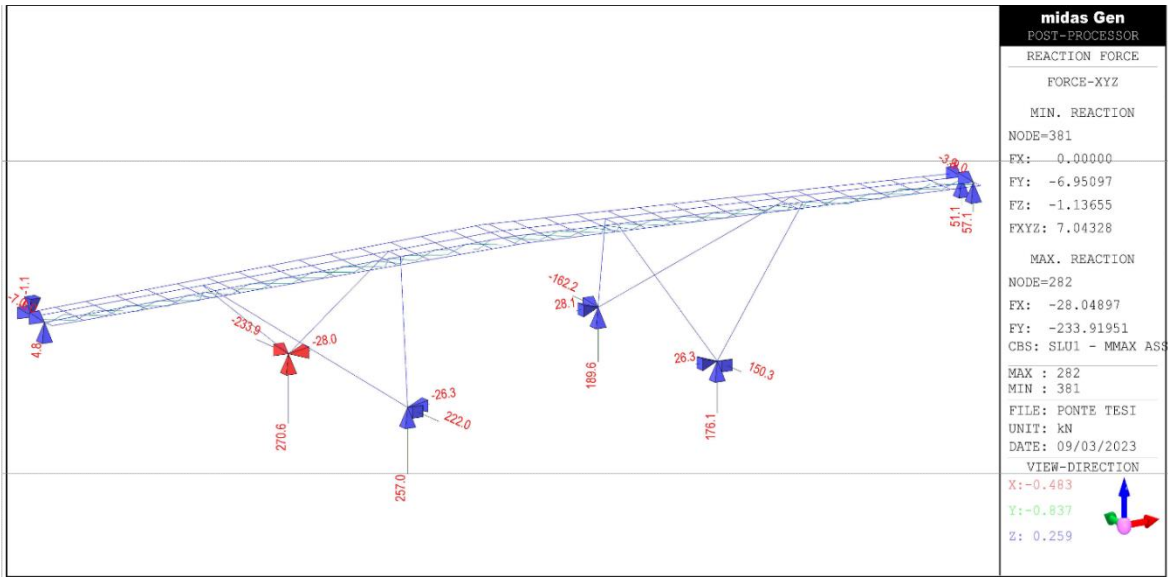 midas Gen
POST-PROCESSOR
REACTION FORCE
FORCE-XYZ
MIN. REACTION
NODE=381
FX: 0.00000
FY: -6.95097
FZ: -1.13655
FXYZ: 7.04328
MAX. REACTION
NODE=282
FX: -28.04897
FY: -233.91951
CBS: SLU1 - MMAX ASS
MAX : 282
MIN : 381
FILE: PONTE TESI
UNIT: kN
DATE: 09/03/2023
VIEW-DIRECTION
X:-0.483
Y:-0.837
Z: 0.259
51.1
57.1
-1.1
4.8
-233.9
-28.0
270.6
-26.3
222.0
257.0
-162.2
28.1
189.6
26.3
150.3
176.1